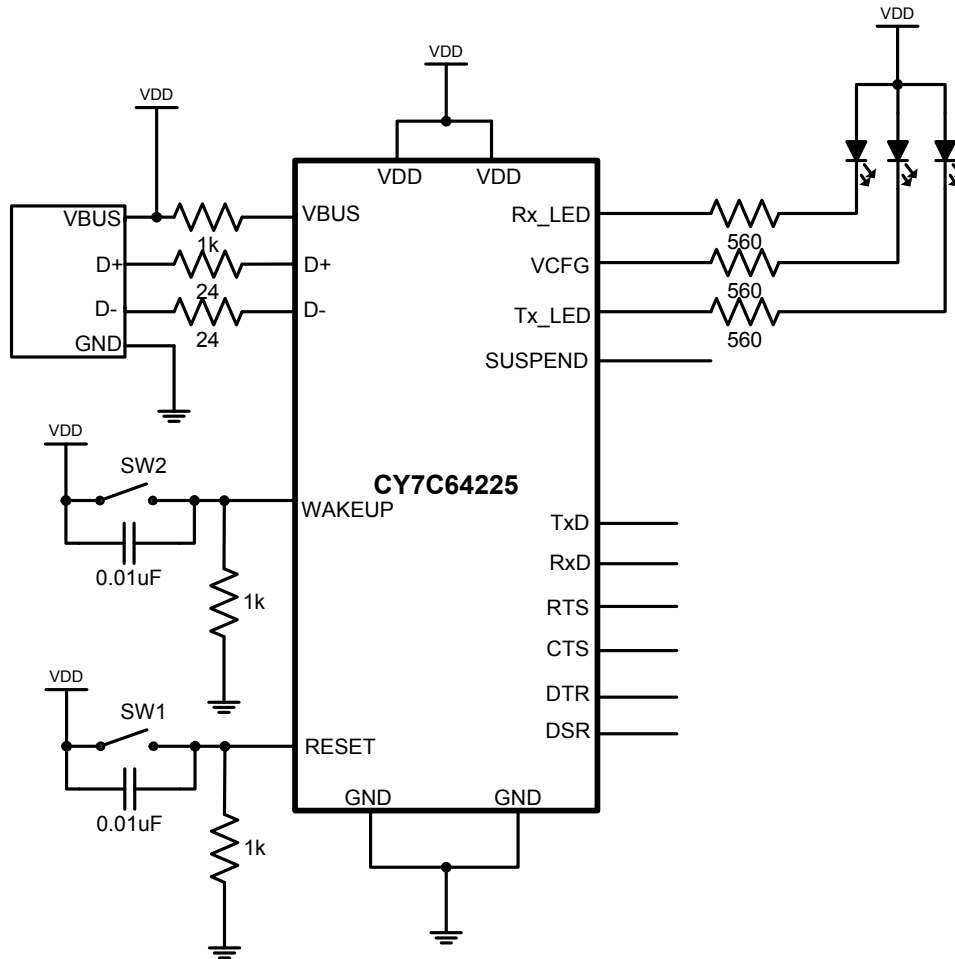 VDD
VDD
VDD
VDD VDD
VBUS
1k
VBUS
Rx_LED
560
D+
24
D+
VCFG
560
D-
24
D-
Tx_LED
560
GND
SUSPEND
VDD
SW2
0.01uF
WAKEUP
1k
CY7C64225
TxD
RxD
RTS
CTS
DTR
DSR
VDD
SW1
0.01uF
RESET
1k
GND GND